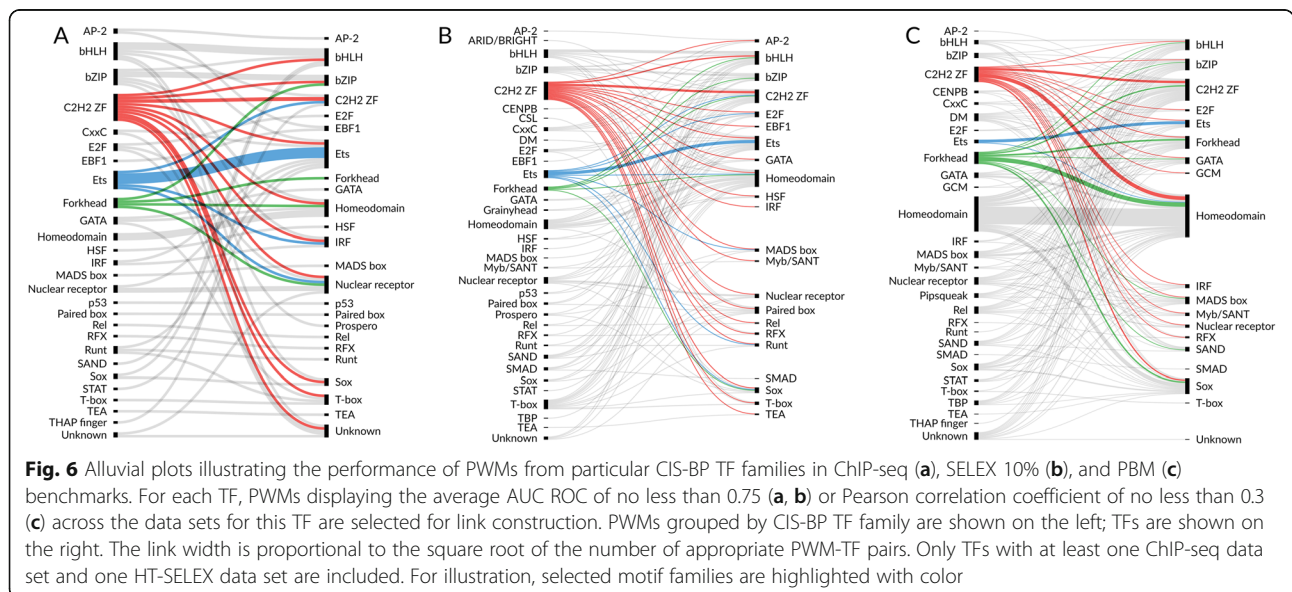 A
AP-2
bHLH
bZIP
C2H2 ZF
CxxC
E2F
EBF1
Ets
Forkhead
GATA
Homeodomain
HSF
IRF
MADS box
Nuclear receptor
p53
Paired box
Rel
RFX
Runt
SAND
Sox
STAT
T-box
TEA
THAP finger
Unknown
AP-2
bHLH
bZIP
C2H2 ZF
E2F
EBF1
Ets
Forkhead
GATA
Homeodomain
HSF
IRF
MADS box
Nuclear receptor
p53
Paired box
Prospero
Rel
RFX
Runt
Sox
T-box
TEA
Unknown
B
AP-2
ARID/BRIGHT
bHLH
bZIP
C2H2 ZF
CENPB
CSL
CxxC
DM
E2F
EBF1
Ets
Forkhead
GATA
Grainyhead
Homeodomain
HSF
IRF
MADS box
Myb/SANT
Nuclear receptor
p53
Paired box
Prospero
Rel
RFX
Runt
SAND
SMAD
Sox
STAT
T-box
TBP
TEA
Unknown
AP-2
bHLH
bZIP
C2H2 ZF
E2F
EBF1
Ets
GATA
Homeodomain
HSF
IRF
MADS box
Myb/SANT
Nuclear receptor
Paired box
Rel
RFX
Runt
SMAD
Sox
T-box
TEA
C
AP-2
bHLH
bZIP
C2H2 ZF
CENPB
CxxC
DM
E2F
Ets
Forkhead
GATA
GCM
Homeodomain
IRF
MADS box
Myb/SANT
Nuclear receptor
Pipsqueak
Rel
RFX
Runt
SAND
SMAD
Sox
STAT
T-box
TBP
TEA
THAP finger
Unknown
bHLH
bZIP
C2H2 ZF
E2F
Ets
Forkhead
GATA
GCM
Homeodomain
IRF
MADS box
Myb/SANT
Nuclear receptor
RFX
SAND
SMAD
Sox
T-box
Unknown
Fig. 6 Alluvial plots illustrating the performance of PWMs from particular CIS-BP TF families in ChIP-seq (a), SELEX 10% (b), and PBM (c)
benchmarks. For each TF, PWMs displaying the average AUC ROC of no less than 0.75 (a, b) or Pearson correlation coefficient of no less than 0.3
(c) across the data sets for this TF are selected for link construction. PWMs grouped by CIS-BP TF family are shown on the left; TFs are shown on
the right. The link width is proportional to the square root of the number of appropriate PWM-TF pairs. Only TFs with at least one ChIP-seq data
set and one HT-SELEX data set are included. For illustration, selected motif families are highlighted with color